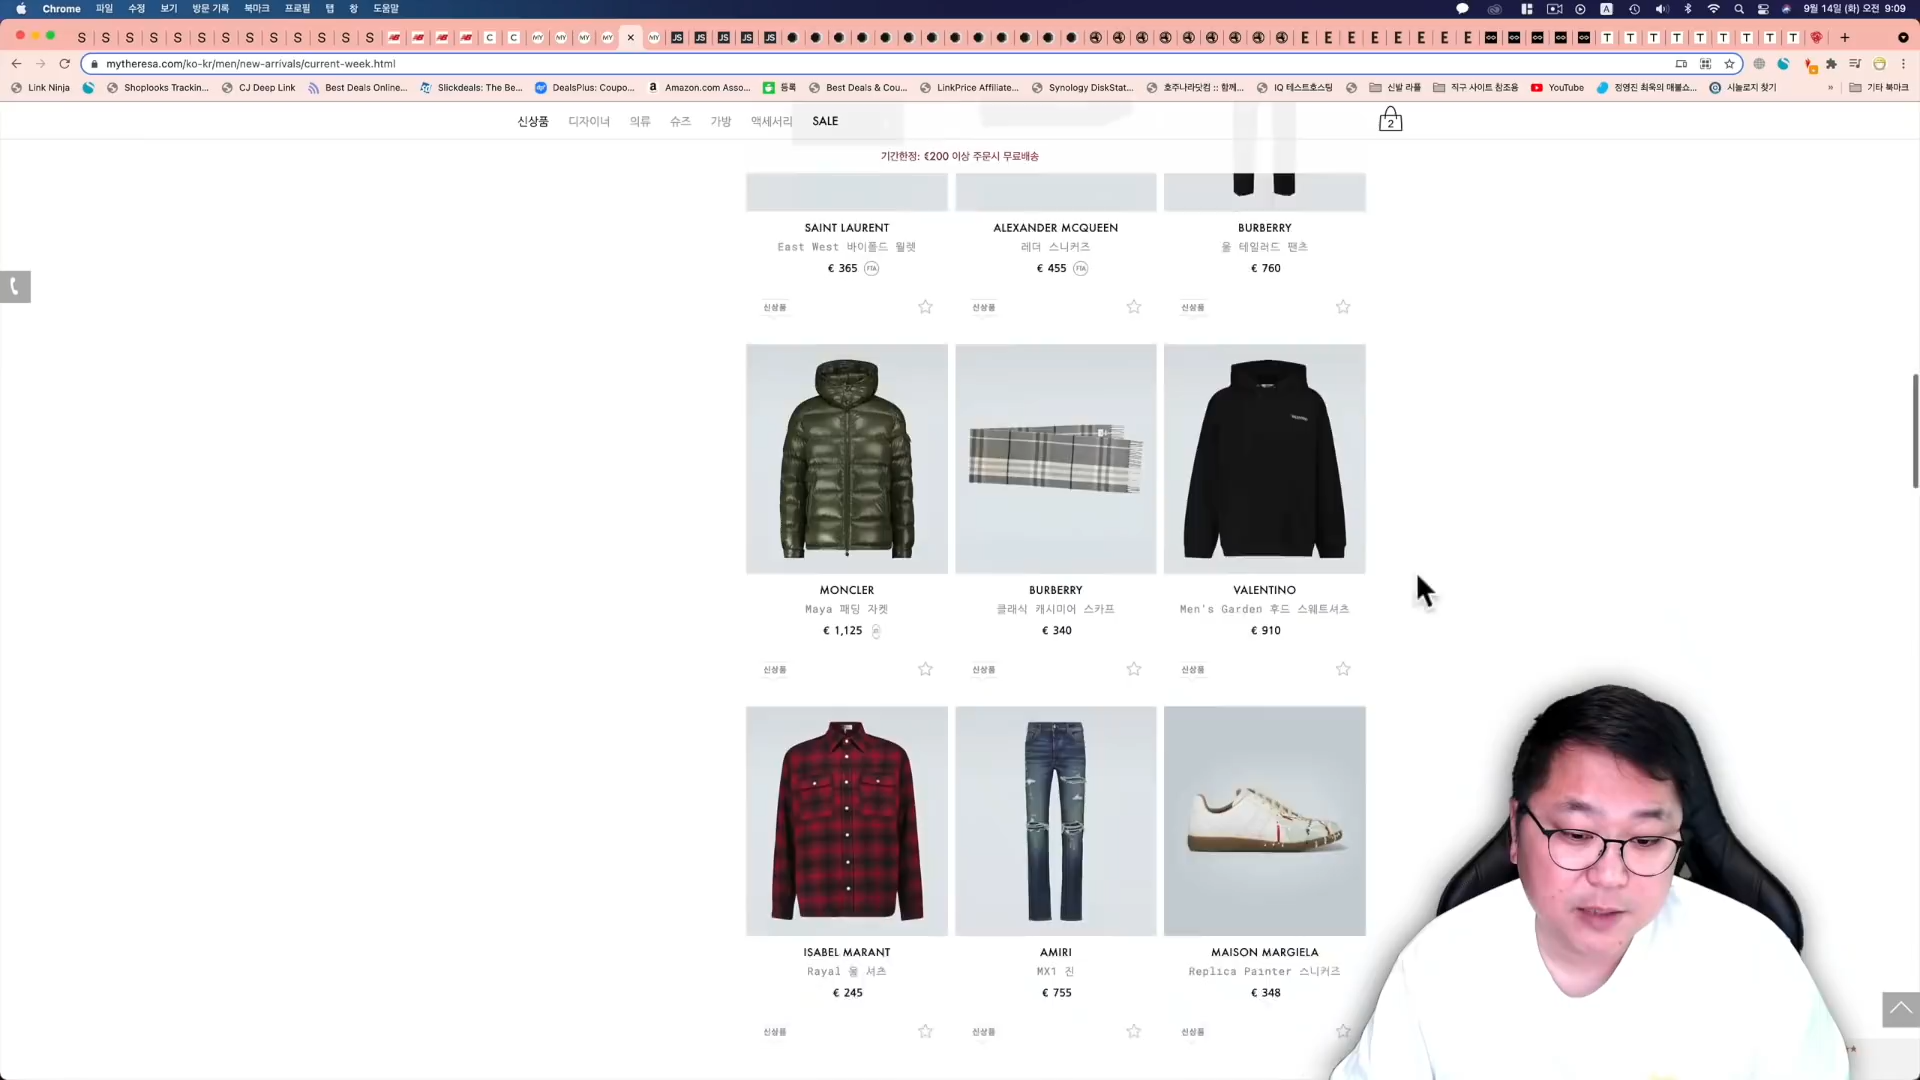 Chrome 파일 수정 보기 방문 기록 북마크 프로필 탭 창 도움말
9월 14일 (화) 오전 9:09
mytheresa.com/ko-kr/men/new-arrivals/current-week.html
Link Ninja Shoplooks Trackin... CJ Deep Link Best Deals Online... Slickdeals: The Be... DealsPlus: Coupo... Amazon.com Asso... 등록 Best Deals & Cou... LinkPrice Affiliate... Synology DiskStat... 호주나라닷컴 :: 함께... IQ 테스트호스팅 신발 라플 직구 사이트 참조용 YouTube 정영진 최욱의 매불쇼... 시놀로지 찾기 » 기타 북마크
신상품 디자이너 의류 슈즈 가방 액세서리 SALE
2
기간한정: €200 이상 주문시 무료배송
SAINT LAURENT ALEXANDER MCQUEEN BURBERRY
East West 바이폴드 월렛 레더 스니커즈 울 테일러드 팬츠
€ 365 FTA € 455 FTA € 760
신상품 신상품 신상품
MONCLER BURBERRY VALENTINO
Maya 패딩 자켓 클래식 캐시미어 스카프 Men's Garden 후드 스웨트셔츠
€ 1,125 € 340 € 910
신상품 신상품 신상품
ISABEL MARANT AMIRI MAISON MARGIELA
Rayal 울 셔츠 MX1 진 Replica Painter 스니커즈
€ 245 € 755 € 348
신상품 신상품 신상품